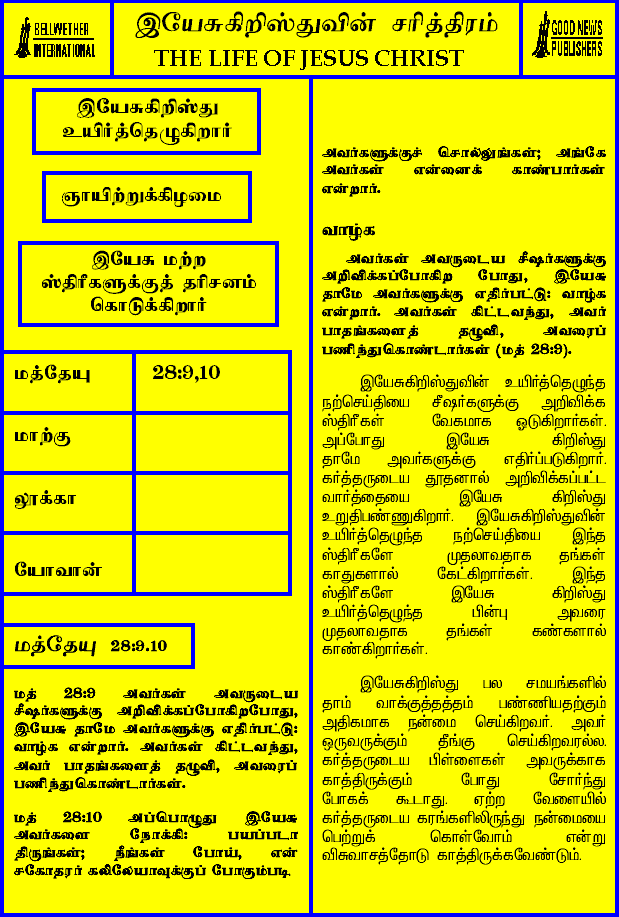 BELLWETHER
INTERNATIONAL
இயேசுகிறிஸ்துவின் சரித்திரம்
THE LIFE OF JESUS CHRIST
GOOD NEWS
PUBLISHERS
இயேசுகிறிஸ்து
உயிர்த்தெழுகிறார்
ஞாயிற்றுக்கிழமை
இயேசு மற்ற
ஸ்திரீகளுக்குத் தரிசனம்
கொடுக்கிறார்
மத்தேயு 28:9,10
மாற்கு
லூக்கா
யோவான்
மத்தேயு 28:9.10
மத் 28:9 அவர்கள் அவருடைய
சீஷர்களுக்கு அறிவிக்கப்போகிறபோது,
இயேசு தாமே அவர்களுக்கு எதிர்பட்டு:
வாழ்க என்றார். அவர்கள் கிட்டவந்து,
அவர் பாதங்களைத் தழுவி, அவரைப்
பணிந்துகொண்டார்கள்.
மத் 28:10 அப்பொழுது இயேசு
அவர்களை நோக்கி: பயப்படா
திருங்கள்; நீங்கள் போய், என்
சகோதரர் கலிலேயாவுக்குப் போகும்படி,
அவர்களுக்குச் சொல்லுங்கள்; அங்கே
அவர்கள் என்னைக் காண்பார்கள்
என்றார்.
வாழ்க
அவர்கள் அவருடைய சீஷர்களுக்கு
அறிவிக்கப்போகிற போது, இயேசு
தாமே அவர்களுக்கு எதிர்பட்டு: வாழ்க
என்றார். அவர்கள் கிட்டவந்து, அவர்
பாதங்களைத் தழுவி, அவரைப்
பணிந்துகொண்டார்கள் (மத் 28:9).
இயேசுகிறிஸ்துவின் உயிர்த்தெழுந்த
நற்செய்தியை சீஷர்களுக்கு அறிவிக்க
ஸ்திரீகள் வேகமாக ஓடுகிறார்கள்.
அப்போது இயேசு கிறிஸ்து
தாமே அவர்களுக்கு எதிர்ப்படுகிறார்.
கர்த்தருடைய தூதனால் அறிவிக்கப்பட்ட
வார்த்தையை இயேசு கிறிஸ்து
உறுதிபண்ணுகிறார். இயேசுகிறிஸ்துவின்
உயிர்த்தெழுந்த நற்செய்தியை இந்த
ஸ்திரீகளே முதலாவதாக தங்கள்
காதுகளால் கேட்கிறார்கள். இந்த
ஸ்திரீகளே இயேசு கிறிஸ்து
உயிர்த்தெழுந்த பின்பு அவரை
முதலாவதாக தங்கள் கண்களால்
காண்கிறார்கள்.
இயேசுகிறிஸ்து பல சமயங்களில்
தாம் வாக்குத்தத்தம் பண்ணியதற்கும்
அதிகமாக நன்மை செய்கிறவர். அவர்
ஒருவருக்கும் தீங்கு செய்கிறவரல்ல.
கர்த்தருடைய பிள்ளைகள் அவருக்காக
காத்திருக்கும் போது சோர்ந்து
போகக் கூடாது. ஏற்ற வேளையில்
கர்த்தருடைய கரங்களிலிருந்து நன்மையை
பெற்றுக் கொள்வோம் என்று
விசுவாசத்தோடு காத்திருக்கவேண்டும்.